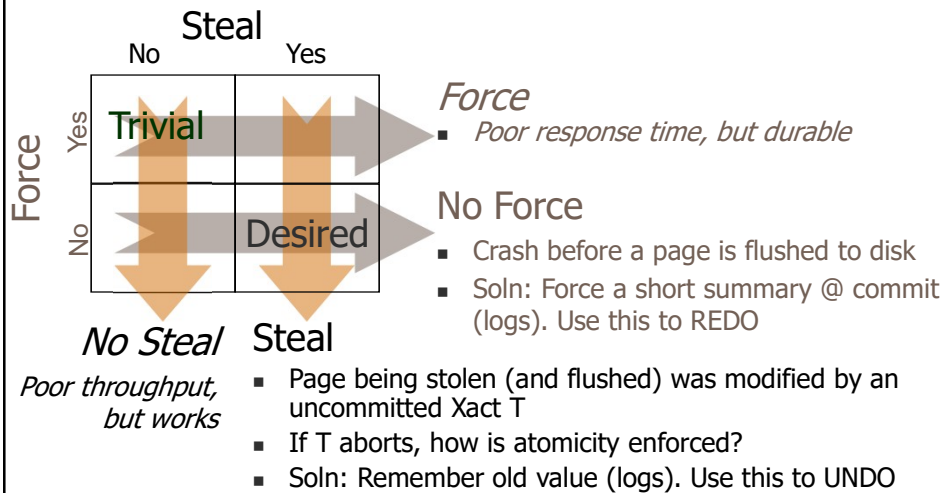 Steal
No Yes
Force
Yes
Trivial
No
Desired
Force
▪ Poor response time, but durable
No Force
▪ Crash before a page is flushed to disk
▪ Soln: Force a short summary @ commit
(logs). Use this to REDO
No Steal
Poor throughput,
but works
Steal
▪ Page being stolen (and flushed) was modified by an
uncommitted Xact T
▪ If T aborts, how is atomicity enforced?
▪ Soln: Remember old value (logs). Use this to UNDO